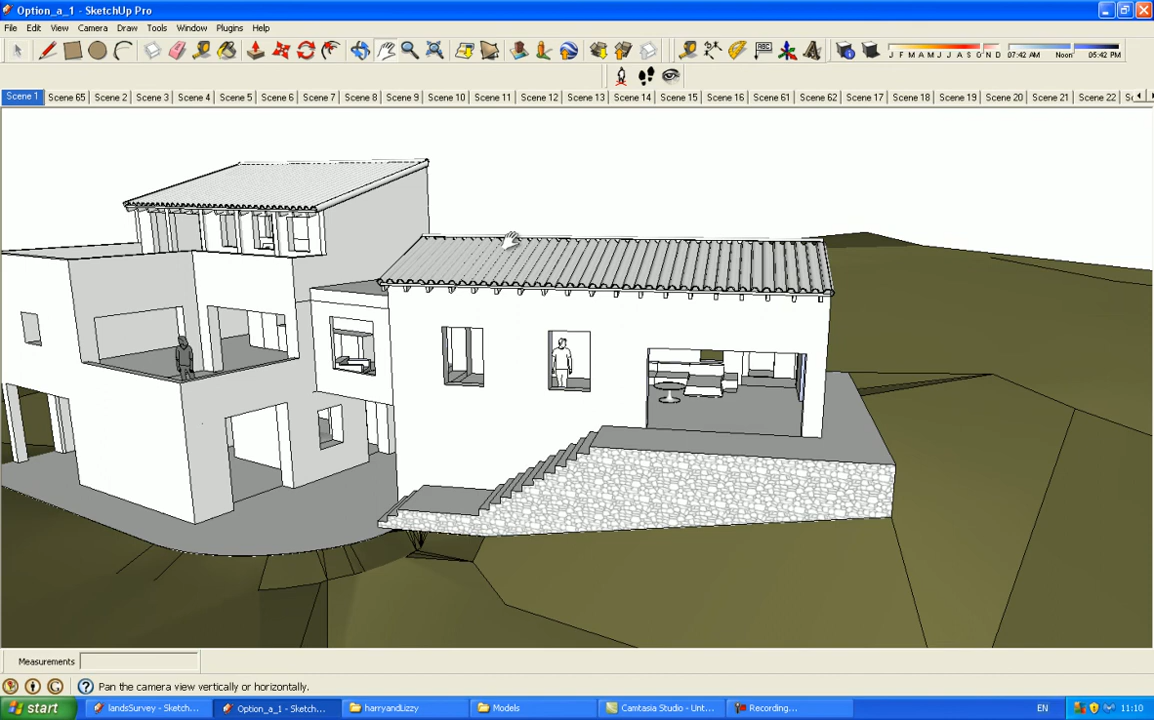 Option_a_1 - SketchUp Pro
File Edit View Camera Draw Tools Window Plugins Help
ABC
J F M A M J J A S O N D 07:42 AM Noon 05:42 PM
Scene 1 Scene 65 Scene 2 Scene 3 Scene 4 Scene 5 Scene 6 Scene 7 Scene 8 Scene 9 Scene 10 Scene 11 Scene 12 Scene 13 Scene 14 Scene 15 Scene 16 Scene 61 Scene 62 Scene 17 Scene 18 Scene 19 Scene 20 Scene 21 Scene 22
Measurements
Pan the camera view vertically or horizontally.
start landsSurvey - Sketch... Option_a_1 - Sketch... harryandLizzy Models Camtasia Studio - Unt... Recording... EN 11:10